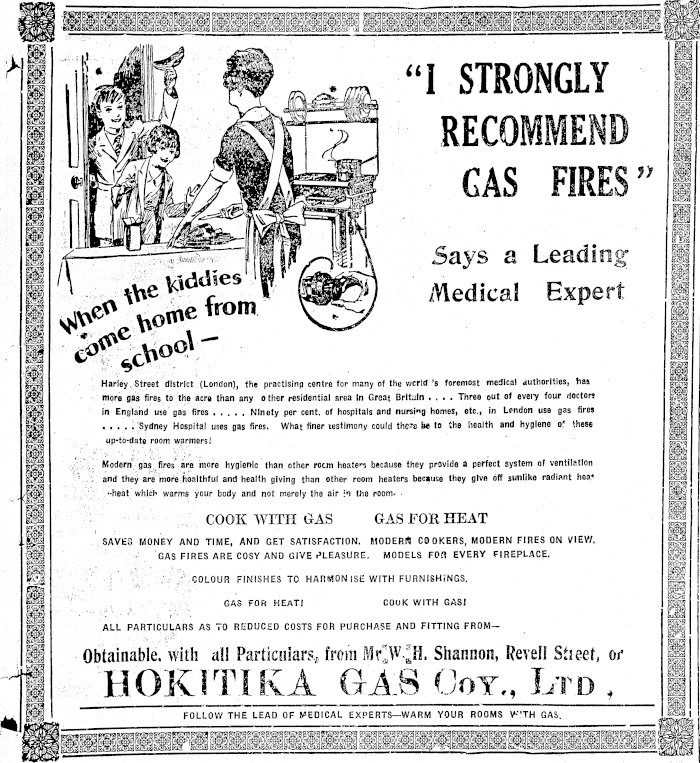 "I STRONGLY
RECOMMEND
GAS FIRES"
Says a Leading
Medical Expert
When the kiddies
come home from
school—
Harley Street district (London), the practising centre for many of the world's foremost medical authorities, has
more gas fires to the acre than any other residential area in Great Britain . . . . Three out of every four doctors
in England use gas fires . . . . . Ninety per cent. of hospitals and nursing homes, etc., in London use gas fires
. . . . . Sydney Hospital uses gas fires. What finer testimony could there be to the health and hygiene of these
up-to-date room warmers!
Modern gas fires are more hygienic than other room heaters because they provide a perfect system of ventilation
and they are more healthful and health giving than other room heaters because they give off sunlike radiant heat
-heat which warms your body and not merely the air in the room.
COOK WITH GAS GAS FOR HEAT
SAVES MONEY AND TIME, AND GET SATISFACTION. MODERN COOKERS, MODERN FIRES ON VIEW.
GAS FIRES ARE COSY AND GIVE PLEASURE. MODELS FOR EVERY FIREPLACE.
COLOUR FINISHES TO HARMONISE WITH FURNISHINGS.
GAS FOR HEAT! COOK WITH GAS!
ALL PARTICULARS AS TO REDUCED COSTS FOR PURCHASE AND FITTING FROM—
Obtainable, with all Particulars, from Mr W. H. Shannon, Revell Street, or
HOKITIKA GAS COY., LTD.,
FOLLOW THE LEAD OF MEDICAL EXPERTS—WARM YOUR ROOMS WITH GAS.